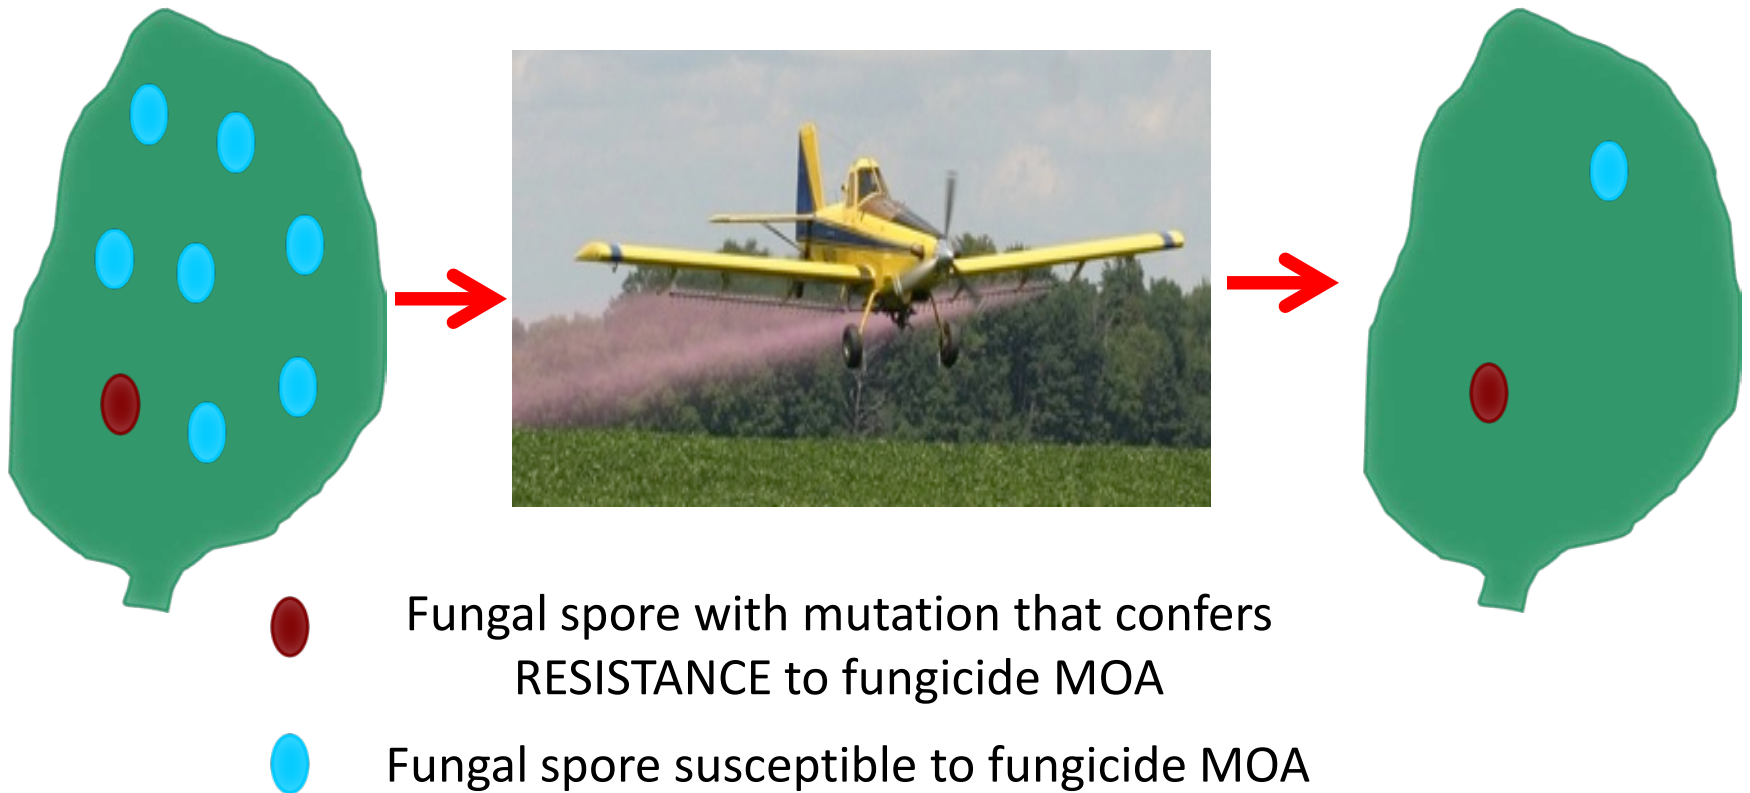 Fungal spore with mutation that confers
RESISTANCE to fungicide MOA
Fungal spore susceptible to fungicide MOA